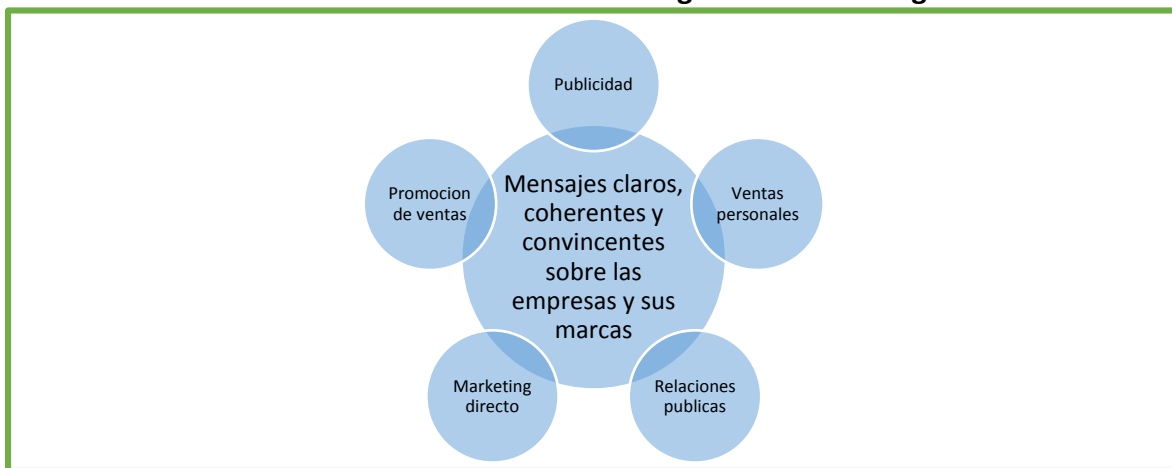 Publicidad
Promocion
de ventas
Mensajes claros,
coherentes y
convincentes
sobre las
empresas y sus
marcas
Ventas
personales
Marketing
directo
Relaciones
publicas